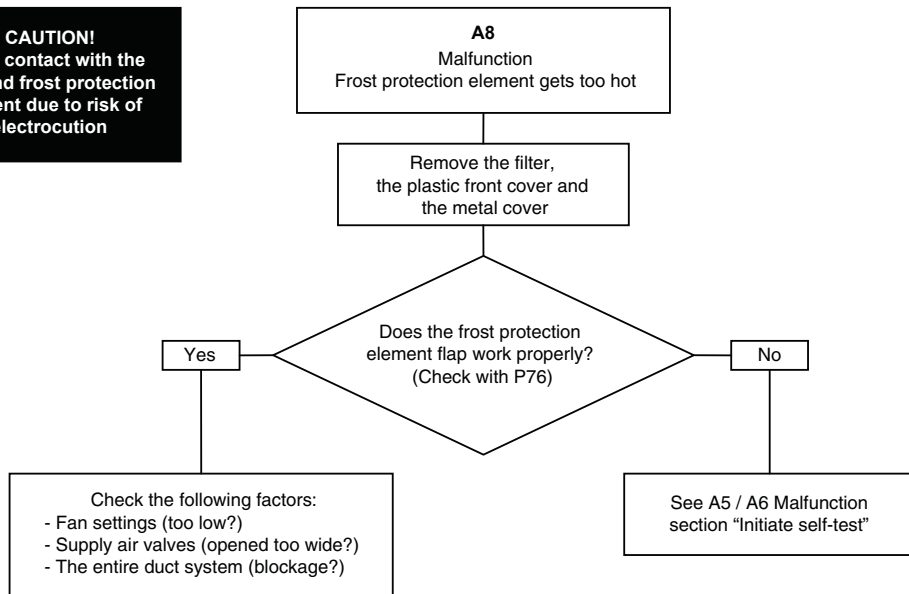 CAUTION!
contact with the
frost protection
due to risk of
A8
Malfunction
Frost protection element gets too hot
Remove the filter,
the plastic front cover and
the metal cover
Does the frost protection
element flap work properly?
(Check with P76)
Yes
No
Check the following factors:
- Fan settings (too low?)
- Supply air valves (opened too wide?)
- The entire duct system (blockage?)
See A5 / A6 Malfunction
section “Initiate self-test”